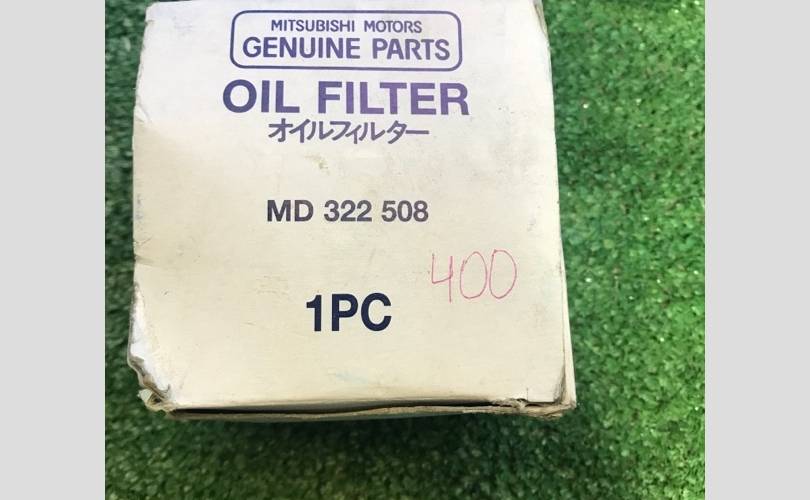 MITSUBISHI MOTORS
GENUINE PARTS
OIL FILTER
オイルフィルター
MD 322 508
400
1PC